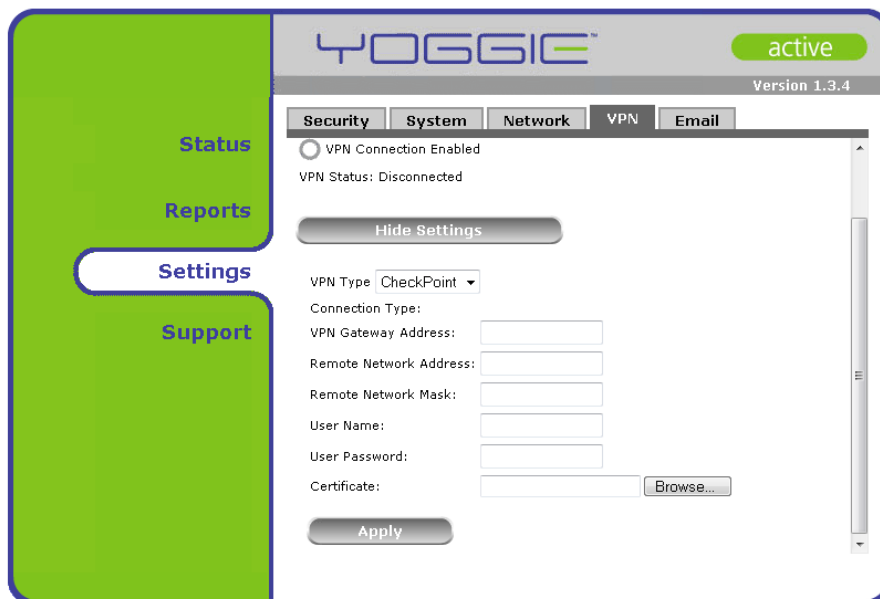 YOGGIE™
active
Version 1.3.4
Security System Network VPN Email
Status
Reports
Settings
Support
VPN Connection Enabled
VPN Status: Disconnected
Hide Settings
VPN Type CheckPoint
Connection Type:
VPN Gateway Address:
Remote Network Address:
Remote Network Mask:
User Name:
User Password:
Certificate: Browse...
Apply